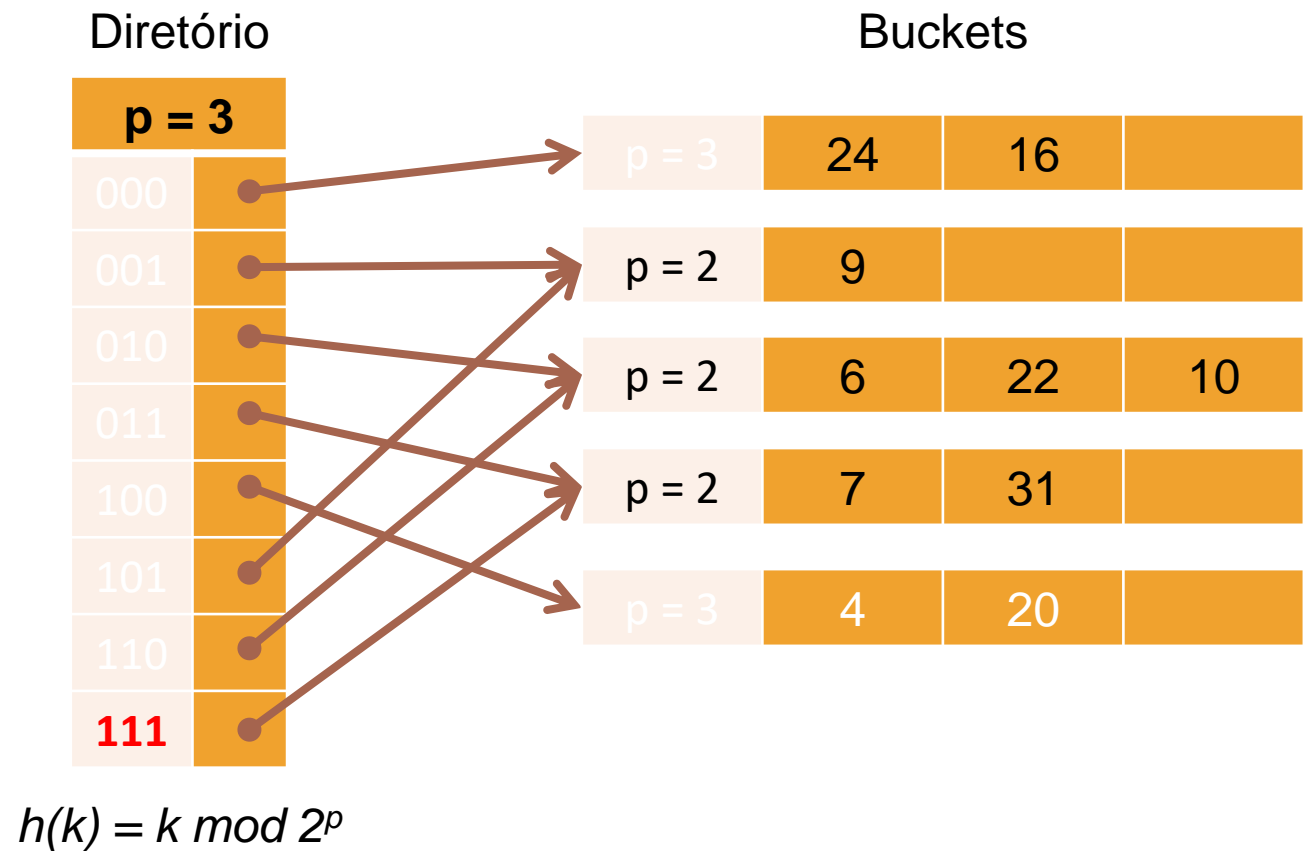 Diretório
Buckets
p = 3
000
001
010
011
100
101
110
111
p = 3 24 16
p = 2 9
p = 2 6 22 10
p = 2 7 31
p = 3 4 20
h(k) = k mod 2ᵖ